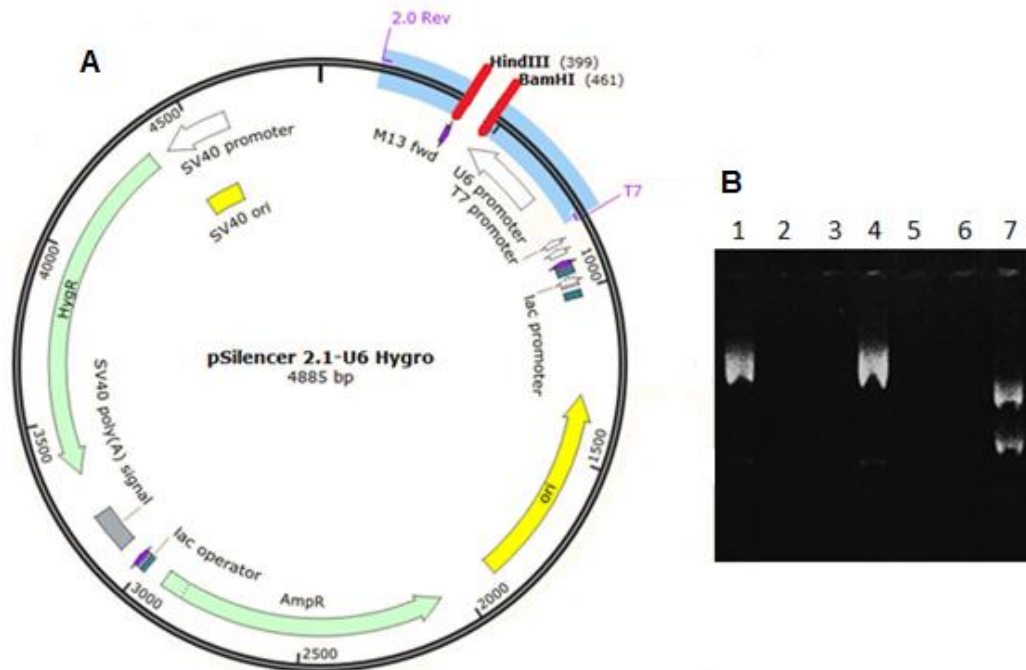 A
2.0 Rev
HindIII (399)
BamHI (461)
M13 fwd
U6 promoter
T7 promoter
T7
1000
lac promoter
ori
1500
2000
AmpR
2500
lac operator
3000
SV40 poly(A) signal
3500
HygR
4000
SV40 ori
SV40 promoter
4500
pSilencer 2.1-U6 Hygro
4885 bp
B
1 2 3 4 5 6 7